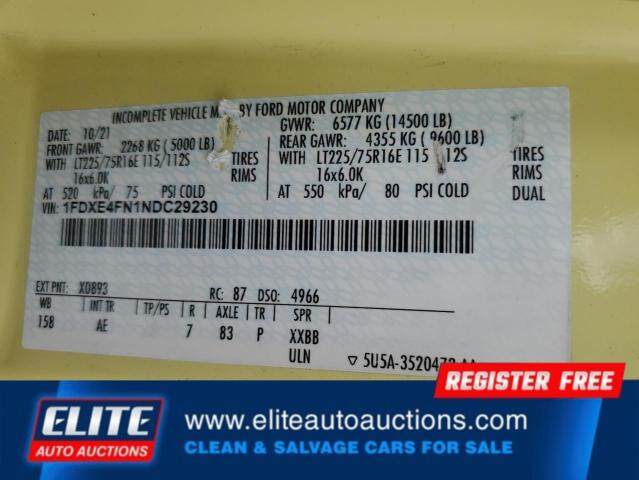 INCOMPLETE VEHICLE M BY FORD MOTOR COMPANY
DATE: 10/21 GVWR: 6577 KG (14500 LB)
FRONT GAWR: 2268 KG (5000 LB) REAR GAWR: 4355 KG (9600 LB)
WITH LT225/75R16E 115/112S TIRES WITH LT225/75R16E 115 112S TIRES
16x6.0K RIMS 16x6.0K RIMS
AT 520 kPa/ 75 PSI COLD AT 550 kPa/ 80 PSI COLD DUAL
VIN: 1FDXE4FN1NDC29230
EXT PNT: X0893 RC: 87 DSO: 4966
WB INT TR TP/PS R AXLE TR SPR
158 AE 7 83 P XXBB
ULN ▽ 5U5A-3520472
REGISTER FREE
ELITE
AUTO AUCTIONS
www.eliteautoauctions.com
CLEAN & SALVAGE CARS FOR SALE